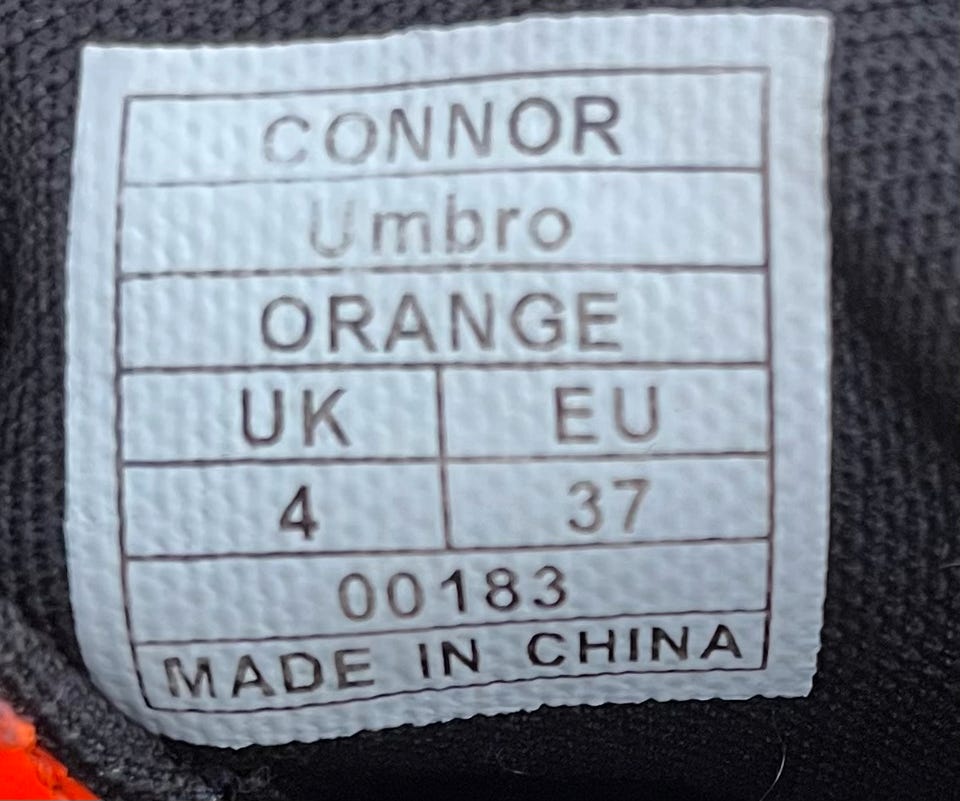 CONNOR
Umbro
ORANGE
UK EU
4 37
00183
MADE IN CHINA